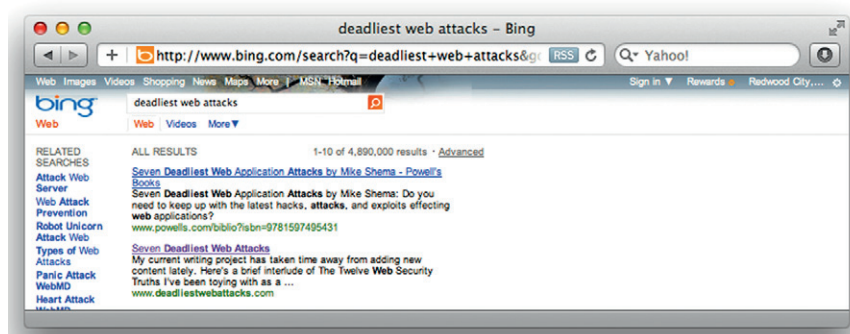 deadliest web attacks – Bing
http://www.bing.com/search?q=deadliest+web+attacks&g
RSS
Yahoo!
Web Images Videos Shopping News Maps More | MSN Hotmail
Sign in ▼ Rewards Redwood City,...
bing
deadliest web attacks
Web
Web Videos More▼
RELATED SEARCHES
Attack Web Server
Web Attack Prevention
Robot Unicorn Attack Web
Types of Web Attacks
Panic Attack WebMD
Heart Attack
WebMD
ALL RESULTS
1-10 of 4,890,000 results · Advanced
Seven Deadliest Web Application Attacks by Mike Shema - Powell's
Books
Seven Deadliest Web Application Attacks by Mike Shema: Do you
need to keep up with the latest hacks, attacks, and exploits effecting
web applications?
www.powells.com/biblio?isbn=9781597495431
Seven Deadliest Web Attacks
My current writing project has taken time away from adding new
content lately. Here's a brief interlude of The Twelve Web Security
Truths I've been toying with as a ...
www.deadliestwebattacks.com